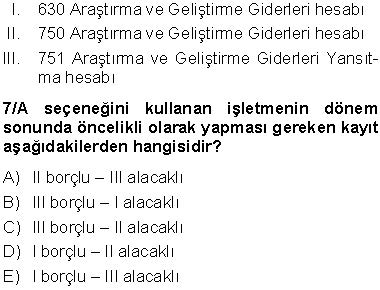 I. 630 Araştırma ve Geliştirme Giderleri hesabı
II. 750 Araştırma ve Geliştirme Giderleri hesabı
III. 751 Araştırma ve Geliştirme Giderleri Yansıt-
ma hesabı
7/A seçeneğini kullanan işletmenin dönem
sonunda öncelikli olarak yapması gereken kayıt
aşağıdakilerden hangisidir?
A) II borçlu – III alacaklı
B) III borçlu – I alacaklı
C) III borçlu – II alacaklı
D) I borçlu – II alacaklı
E) I borçlu – III alacaklı